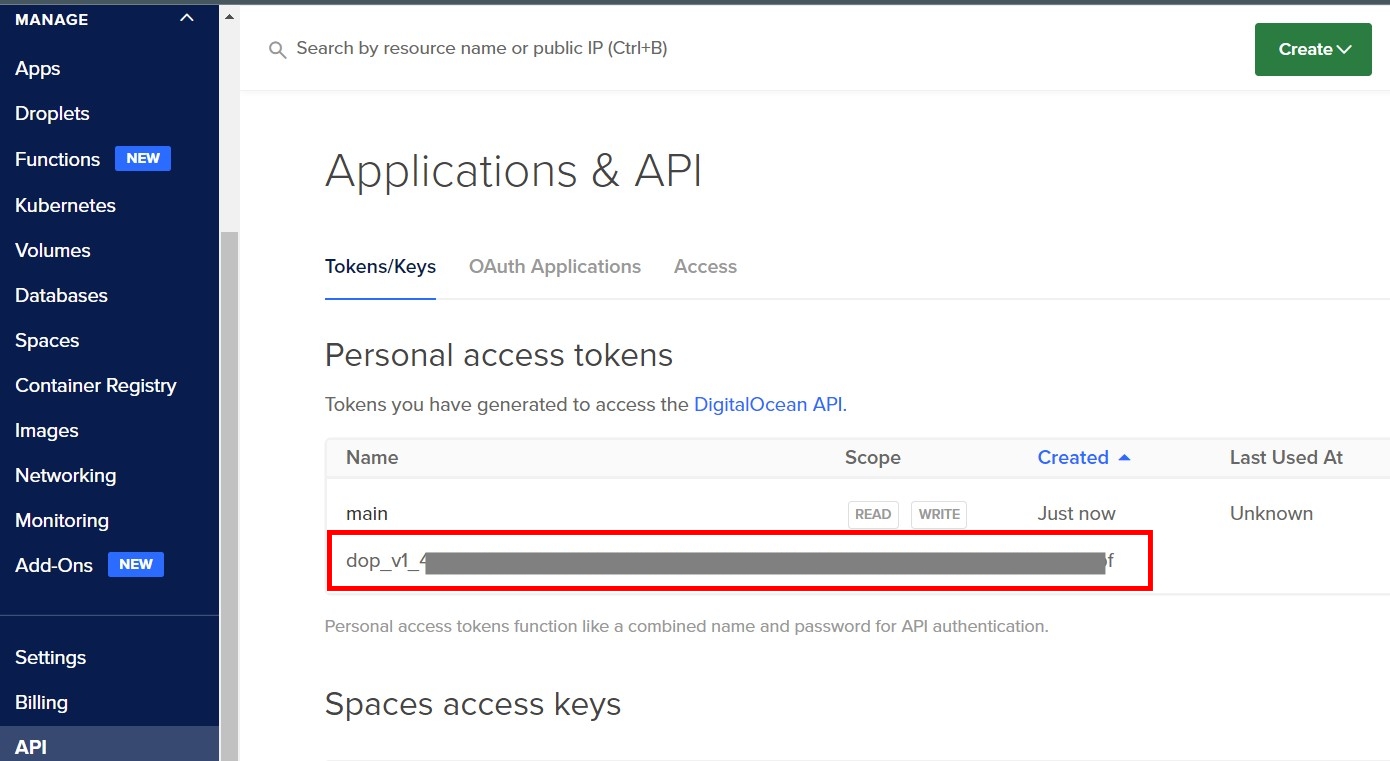 MANAGE
Apps
Droplets
Functions NEW
Kubernetes
Volumes
Databases
Spaces
Container Registry
Images
Networking
Monitoring
Add-Ons NEW
Settings
Billing
API
Search by resource name or public IP (Ctrl+B)
Create
Applications & API
Tokens/Keys OAuth Applications Access
Personal access tokens
Tokens you have generated to access the DigitalOcean API.
Name Scope Created Last Used At
main READ WRITE Just now Unknown
dop_v1_4
Personal access tokens function like a combined name and password for API authentication.
Spaces access keys